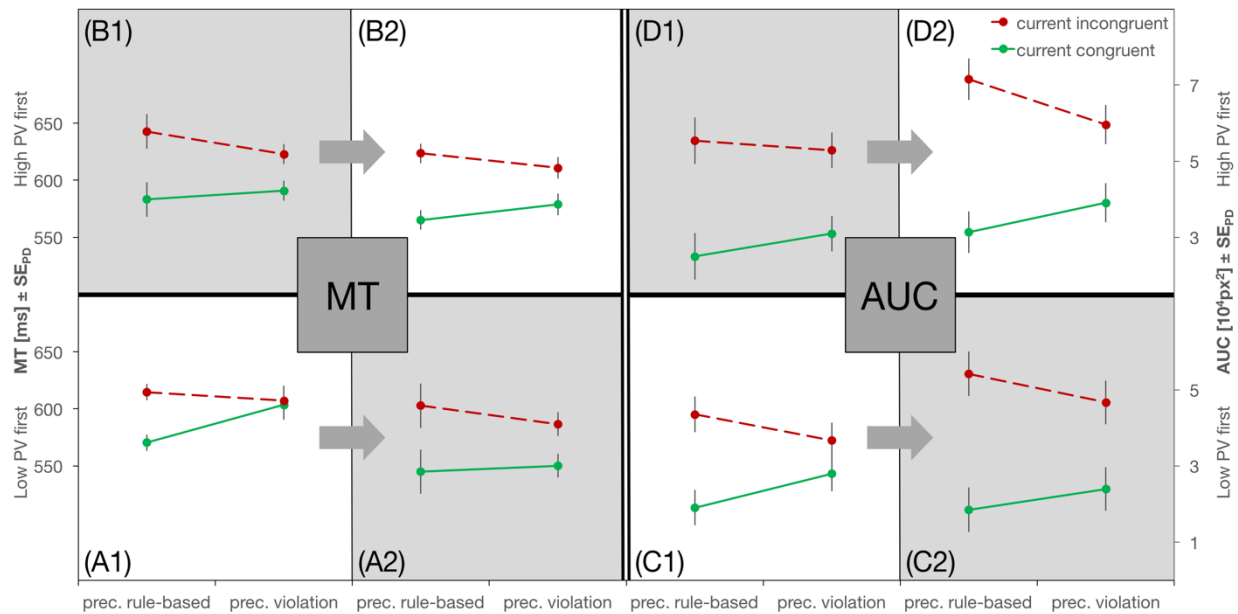 (B1)
(B2)
(D1)
(D2)
current incongruent
current congruent
High PV first
650
600
550
7
5
3
High PV first
MT [ms] ± SEPD
MT
AUC
AUC [10⁴px²] ± SEPD
Low PV first
650
600
550
5
3
1
Low PV first
(A1)
(A2)
(C1)
(C2)
prec. rule-based
prec. violation
prec. rule-based
prec. violation
prec. rule-based
prec. violation
prec. rule-based
prec. violation